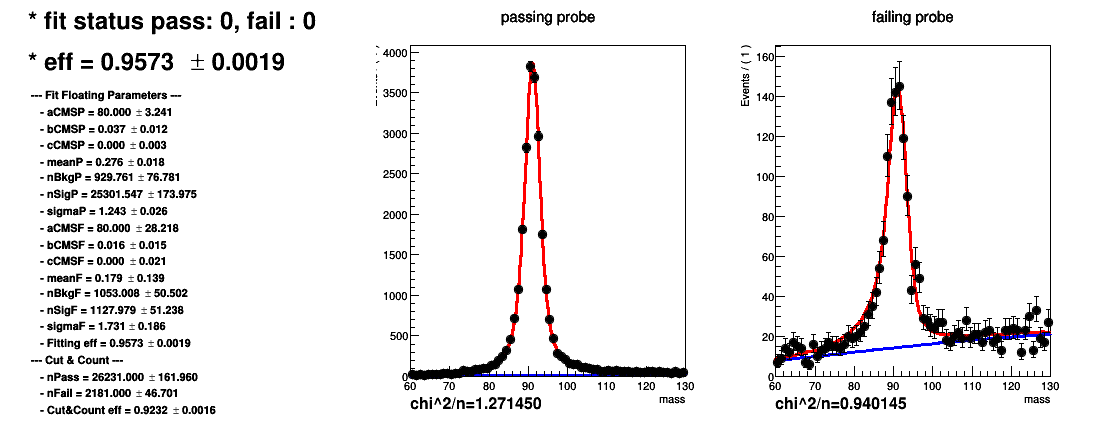 * fit status pass: 0, fail : 0
* eff = 0.9573 ± 0.0019
--- Fit Floating Parameters ---
- aCMSP = 80.000 ± 3.241
- bCMSP = 0.037 ± 0.012
- cCMSP = 0.000 ± 0.003
- meanP = 0.276 ± 0.018
- nBkgP = 929.761 ± 76.781
- nSigP = 25301.547 ± 173.975
- sigmaP = 1.243 ± 0.026
- aCMSF = 80.000 ± 28.218
- bCMSF = 0.016 ± 0.015
- cCMSF = 0.000 ± 0.021
- meanF = 0.179 ± 0.139
- nBkgF = 1053.008 ± 50.502
- nSigF = 1127.979 ± 51.238
- sigmaF = 1.731 ± 0.186
- Fitting eff = 0.9573 ± 0.0019
--- Cut & Count ---
- nPass = 26231.000 ± 161.960
- nFail = 2181.000 ± 46.701
- Cut&Count eff = 0.9232 ± 0.0016
passing probe
4000
3500
3000
2500
2000
1500
1000
500
0
60 70 80 90 100 110 120 130
mass
chi^2/n=1.271450
failing probe
Events / ( 1 )
160
140
120
100
80
60
40
20
0
60 70 80 90 100 110 120 130
mass
chi^2/n=0.940145